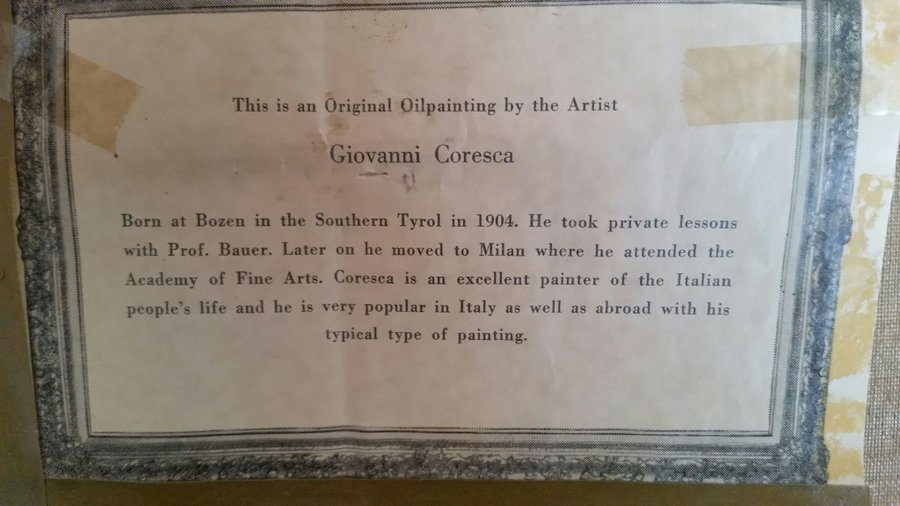 This is an Original Oilpainting by the Artist
Giovanni Coresca
Born at Bozen in the Southern Tyrol in 1904. He took private lessons
with Prof. Bauer. Later on he moved to Milan where he attended the
Academy of Fine Arts. Coresca is an excellent painter of the Italian
people's life and he is very popular in Italy as well as abroad with his
typical type of painting.